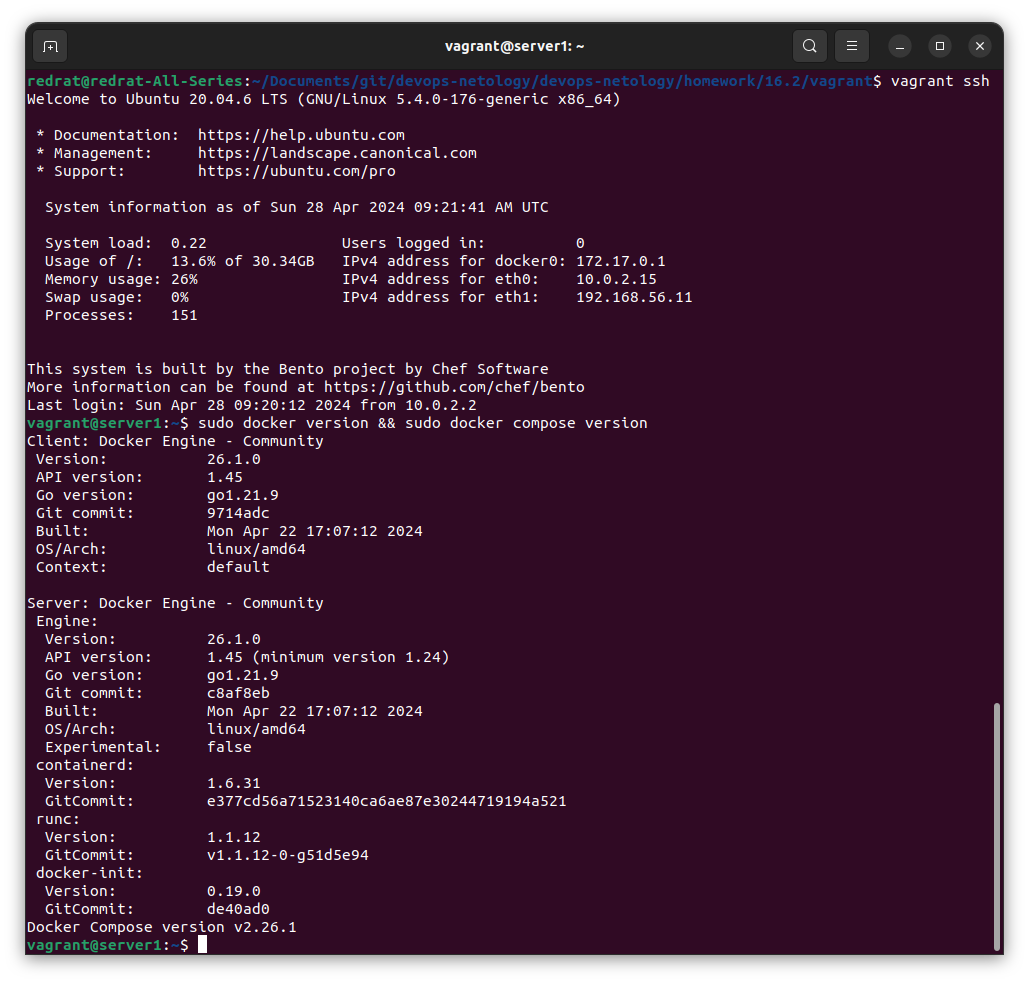 vagrant@server1: ~
redrat@redrat-All-Series:~/Documents/git/devops-netology/devops-netology/homework/16.2/vagrant$ vagrant ssh
Welcome to Ubuntu 20.04.6 LTS (GNU/Linux 5.4.0-176-generic x86_64)

 * Documentation:  https://help.ubuntu.com
 * Management:     https://landscape.canonical.com
 * Support:        https://ubuntu.com/pro

  System information as of Sun 28 Apr 2024 09:21:41 AM UTC

  System load:  0.22               Users logged in:          0
  Usage of /:   13.6% of 30.34GB   IPv4 address for docker0: 172.17.0.1
  Memory usage: 26%                IPv4 address for eth0:    10.0.2.15
  Swap usage:   0%                 IPv4 address for eth1:    192.168.56.11
  Processes:    151


This system is built by the Bento project by Chef Software
More information can be found at https://github.com/chef/bento
Last login: Sun Apr 28 09:20:12 2024 from 10.0.2.2
vagrant@server1:~$ sudo docker version && sudo docker compose version
Client: Docker Engine - Community
 Version:           26.1.0
 API version:       1.45
 Go version:        go1.21.9
 Git commit:        9714adc
 Built:             Mon Apr 22 17:07:12 2024
 OS/Arch:           linux/amd64
 Context:           default

Server: Docker Engine - Community
 Engine:
  Version:          26.1.0
  API version:      1.45 (minimum version 1.24)
  Go version:       go1.21.9
  Git commit:       c8af8eb
  Built:            Mon Apr 22 17:07:12 2024
  OS/Arch:          linux/amd64
  Experimental:     false
 containerd:
  Version:          1.6.31
  GitCommit:        e377cd56a71523140ca6ae87e30244719194a521
 runc:
  Version:          1.1.12
  GitCommit:        v1.1.12-0-g51d5e94
 docker-init:
  Version:          0.19.0
  GitCommit:        de40ad0
Docker Compose version v2.26.1
vagrant@server1:~$